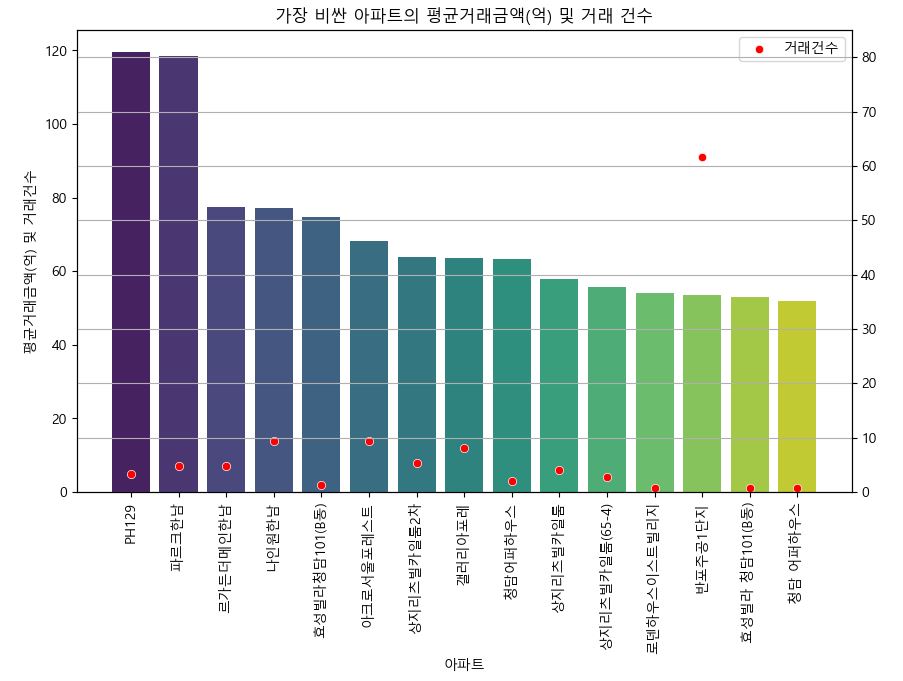 가장 비싼 아파트의 평균거래금액(억) 및 거래 건수
거래건수
평균거래금액(억) 및 거래건수
120
100
80
60
40
20
0
80
70
60
50
40
30
20
10
0
PH129
파르크한남
르가든더메인한남
나인원한남
효성빌라청담101(B동)
아크로서울포레스트
상지리츠빌카일룸2차
갤러리아포레
청담어퍼하우스
상지리츠빌카일룸
상지리츠빌카일룸(65-4)
로덴하우스이스트빌리지
반포주공1단지
효성빌라 청담101(B동)
청담 어퍼하우스
아파트